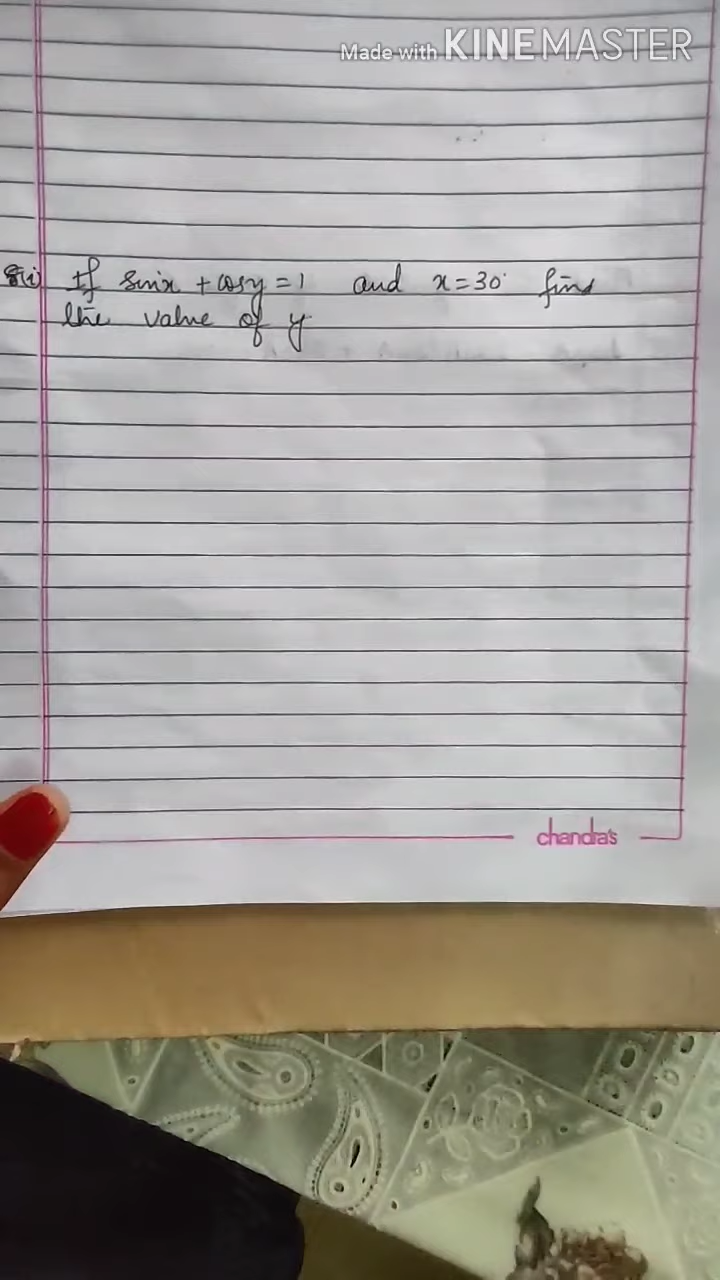 Made with KINEMASTER
(i) If sinx + cosy = 1 and x = 30° find
the value of y
chandra's